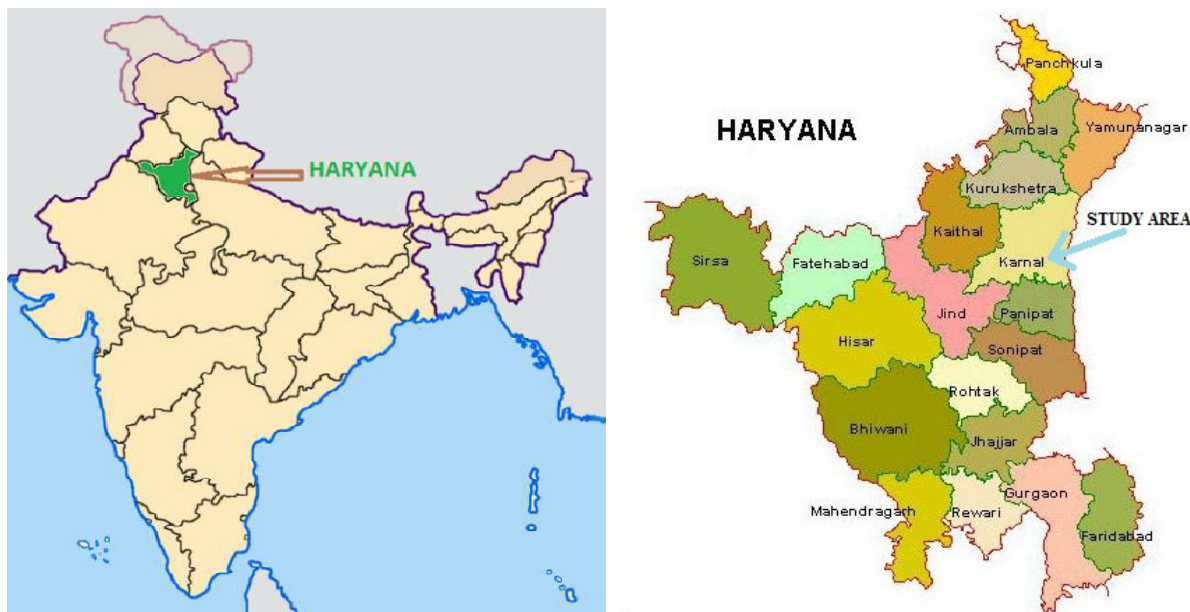 HARYANA
HARYANA
Panchkula
Ambala
Yamunanagar
Kurukshetra
STUDY AREA
Kaithal
Karnal
Sirsa
Fatehabad
Jind
Panipat
Hisar
Sonipat
Rohtak
Bhiwani
Jhajjar
Gurgaon
Mahendragarh
Rewari
Faridabad